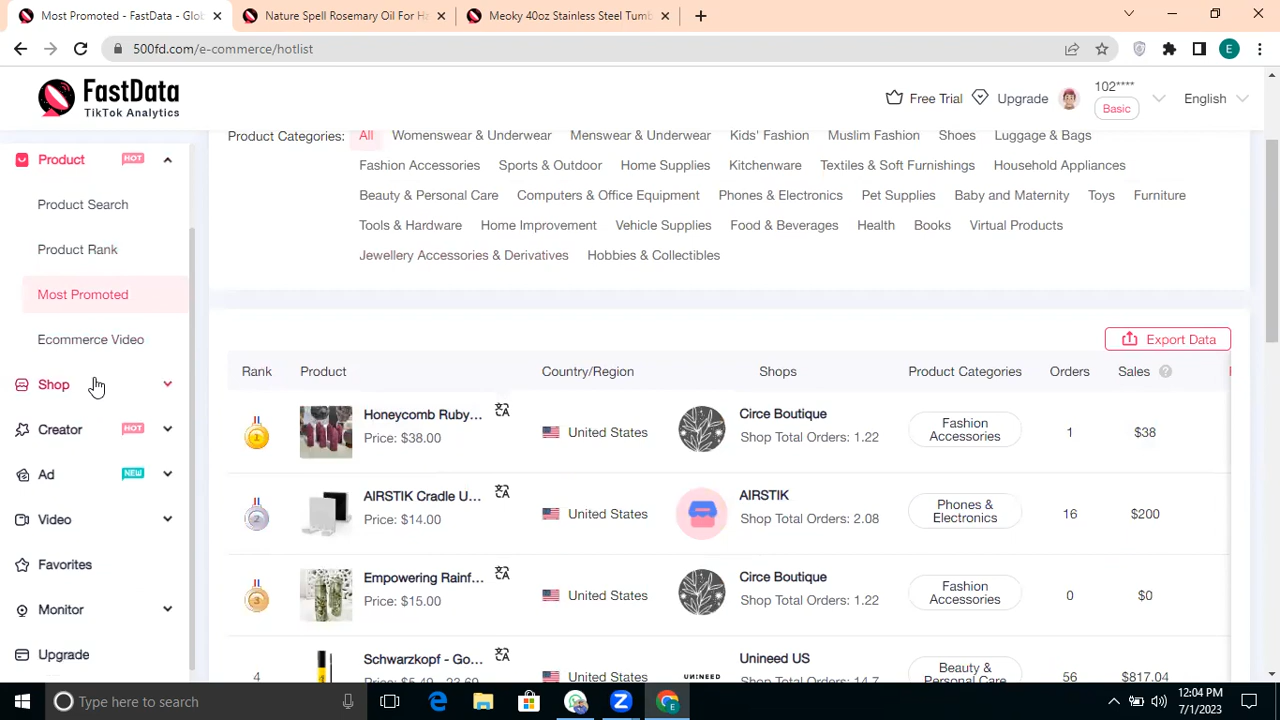 Most Promoted - FastData - Glob
Nature Spell Rosemary Oil For Ha
Meoky 40oz Stainless Steel Tumb
500fd.com/e-commerce/hotlist
E
FastData
TikTok Analytics
Free Trial
Upgrade
102****
Basic
English
Product
HOT
Product Search
Product Rank
Most Promoted
Ecommerce Video
Shop
Creator
HOT
Ad
NEW
Video
Favorites
Monitor
Upgrade
Product Categories: All Womenswear & Underwear Menswear & Underwear Kids' Fashion Muslim Fashion Shoes Luggage & Bags
Fashion Accessories Sports & Outdoor Home Supplies Kitchenware Textiles & Soft Furnishings Household Appliances
Beauty & Personal Care Computers & Office Equipment Phones & Electronics Pet Supplies Baby and Maternity Toys Furniture
Tools & Hardware Home Improvement Vehicle Supplies Food & Beverages Health Books Virtual Products
Jewellery Accessories & Derivatives Hobbies & Collectibles
Export Data
Rank Product Country/Region Shops Product Categories Orders Sales ?
1
Honeycomb Ruby...
Price: $38.00
United States
Circe Boutique
Shop Total Orders: 1.22
Fashion
Accessories
1
$38
2
AIRSTIK Cradle U...
Price: $14.00
United States
AIRSTIK
Shop Total Orders: 2.08
Phones &
Electronics
16
$200
3
Empowering Rainf...
Price: $15.00
United States
Circe Boutique
Shop Total Orders: 1.22
Fashion
Accessories
0
$0
4
Schwarzkopf - Go...
United States
UNINEED
Unineed US
Beauty &
Personal Care
56
$817.04
Type here to search
12:04 PM
7/1/2023